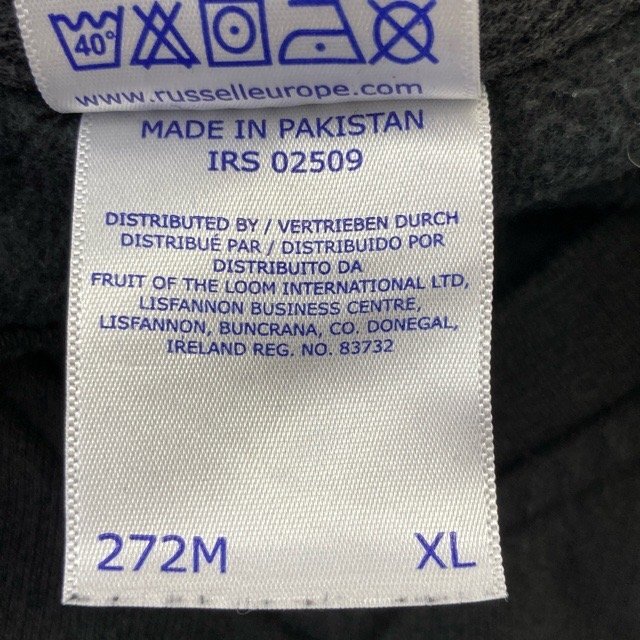 40°
www.russelleurope.com
MADE IN PAKISTAN
IRS 02509
DISTRIBUTED BY / VERTRIEBEN DURCH
DISTRIBUÉ PAR / DISTRIBUIDO POR
DISTRIBUITO DA
FRUIT OF THE LOOM INTERNATIONAL LTD,
LISFANNON BUSINESS CENTRE,
LISFANNON, BUNCRANA, CO. DONEGAL,
IRELAND REG. NO. 83732
272M XL